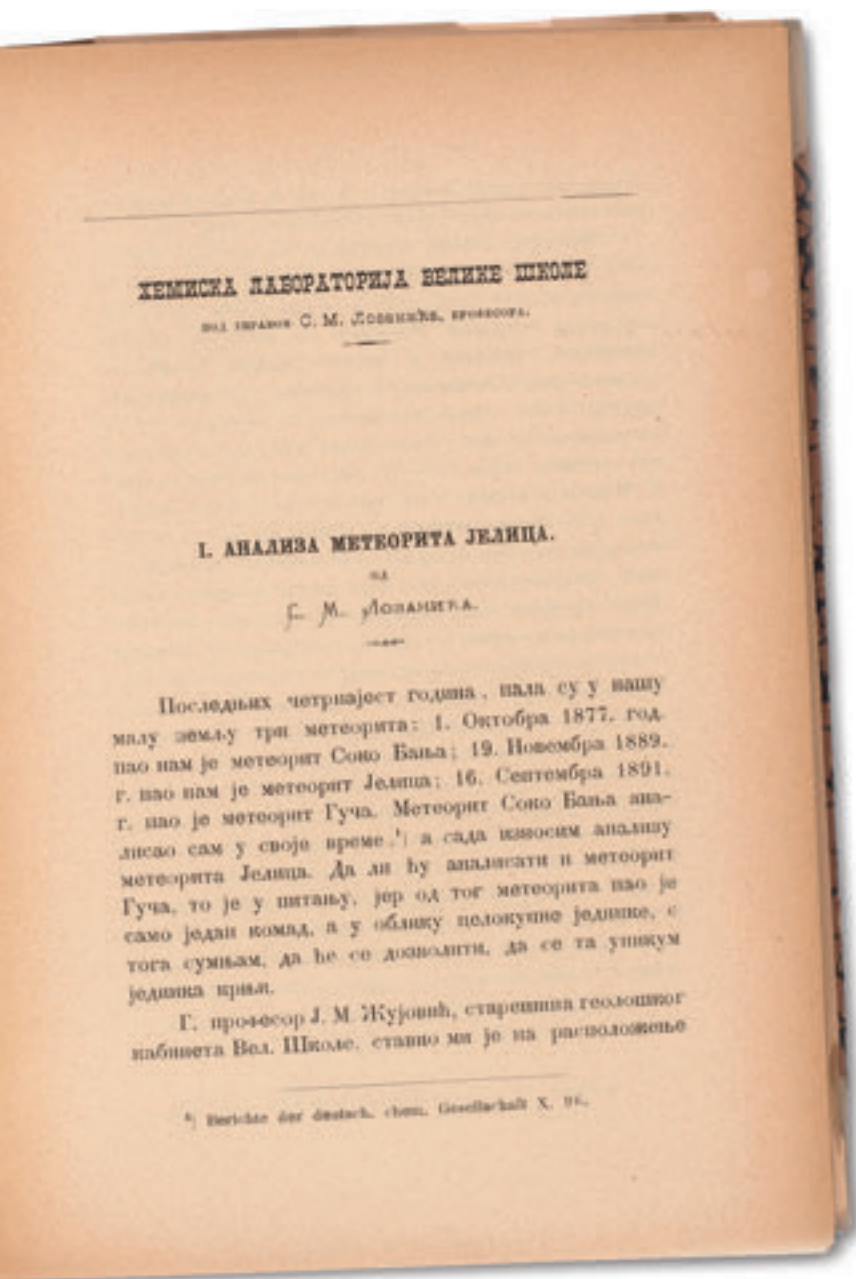 ХЕМИСКА ЛАБОРАТОРИЈА ВЕЛИКЕ ШКОЛЕ
ПОД УПРАВОМ С. М. Лозанића, ПРОФЕСОРА.
I. АНАЛИЗА МЕТЕОРИТА ЈЕЛИЦА.
ОД
С. М. ЛОЗАНИЋА.
Последњих четрнајест година, пала су у нашу
малу земљу три метеорита: 1. Октобра 1877. год.
пао нам је метеорит Соко Бања; 19. Новембра 1889.
г. пао нам је метеорит Јелица; 16. Септембра 1891.
г. пао је метеорит Гуча. Метеорит Соко Бања ана-
лисао сам у своје време,*) а сада износим анализу
метеорита Јелица. Да ли ћу аналисати и метеорит
Гуча, то је у питању, јер од тог метеорита пао је
само један комад, а у облику целокупне јединке, с
тога сумњам, да ће се дозволити, да се та уникум
јединка крњи.
Г. професор Ј. М. Жујовић, старешина геолошког
кабинета Вел. Школе, ставио ми је на расположење
*) Berichte der deutsch. chem. Gesellschaft X.